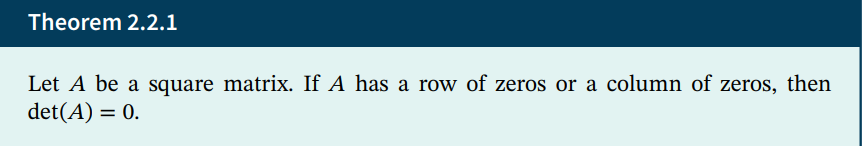 Theorem 2.2.1
Let A be a square matrix. If A has a row of zeros or a column of zeros, then
det(A) = 0.